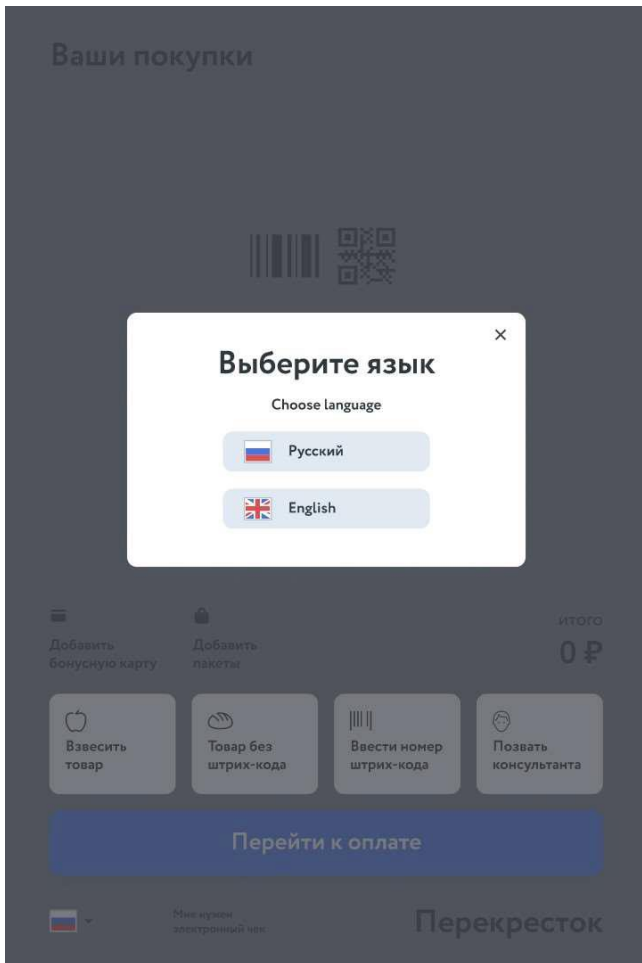 Ваши покупки
Выберите язык
Choose language
Русский
English
Добавить
бонусную карту
Добавить
пакеты
итого
0 ₽
Взвесить
товар
Товар без
штрих-кода
Ввести номер
штрих-кода
Позвать
консультанта
Перейти к оплате
Мне нужен
электронный чек
Перекресток